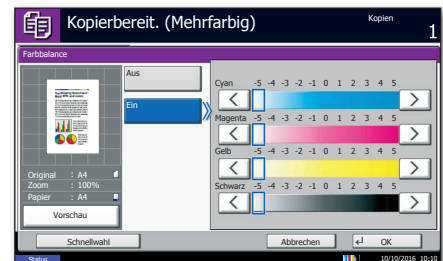 Kopierbereit. (Mehrfarbig)
Kopien
1
Farbbalance
Aus
Ein
Cyan -5 -4 -3 -2 -1 0 1 2 3 4 5
Magenta -5 -4 -3 -2 -1 0 1 2 3 4 5
Gelb -5 -4 -3 -2 -1 0 1 2 3 4 5
Schwarz -5 -4 -3 -2 -1 0 1 2 3 4 5
Original : A4
Zoom : 100%
Papier : A4
Vorschau
Schnellwahl
Abbrechen
OK
Status
10/10/2016 10:10